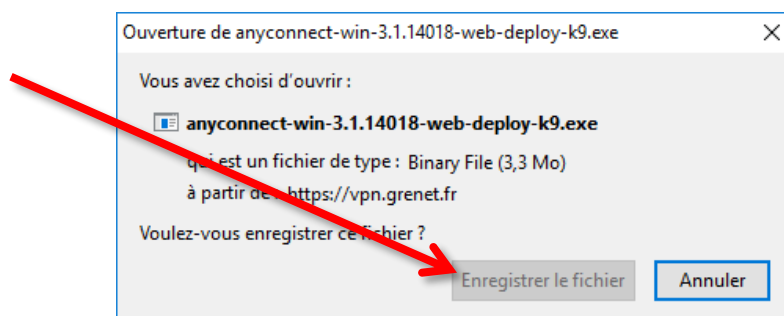 Ouverture de anyconnect-win-3.1.14018-web-deploy-k9.exe
Vous avez choisi d'ouvrir :
anyconnect-win-3.1.14018-web-deploy-k9.exe
qui est un fichier de type : Binary File (3,3 Mo)
à partir de : https://vpn.grenet.fr
Voulez-vous enregistrer ce fichier ?
Enregistrer le fichier Annuler